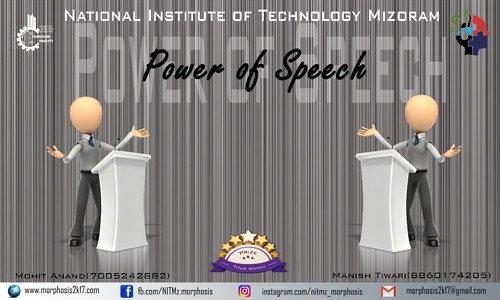 National Institute of Technology Mizoram
Power of Speech
Power of Speech
Prize
Titan Watch
Mohit Anand(7005242882)
Manish Tiwari(8860174205)
www.morphosis2k17.com
fb.com/NITMz.morphosis
instagram.com/nitmz_morphosis
morphosis2k17@gmail.com